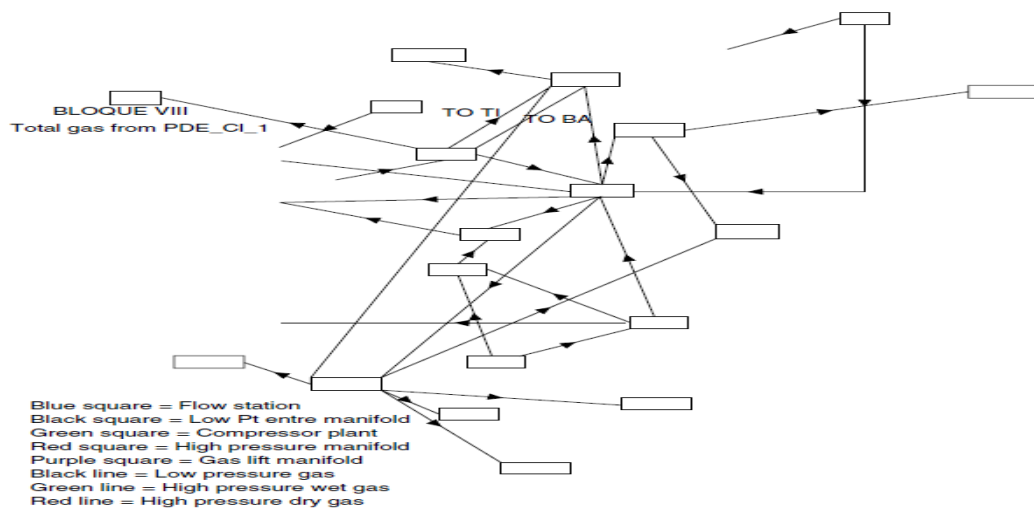 BLOQUE VIII
Total gas from PDE_CI_1
TO TI
TO BA
Blue square = Flow station
Black square = Low Pt entre manifold
Green square = Compressor plant
Red square = High pressure manifold
Purple square = Gas lift manifold
Black line = Low pressure gas
Green line = High pressure wet gas
Red line = High pressure dry gas